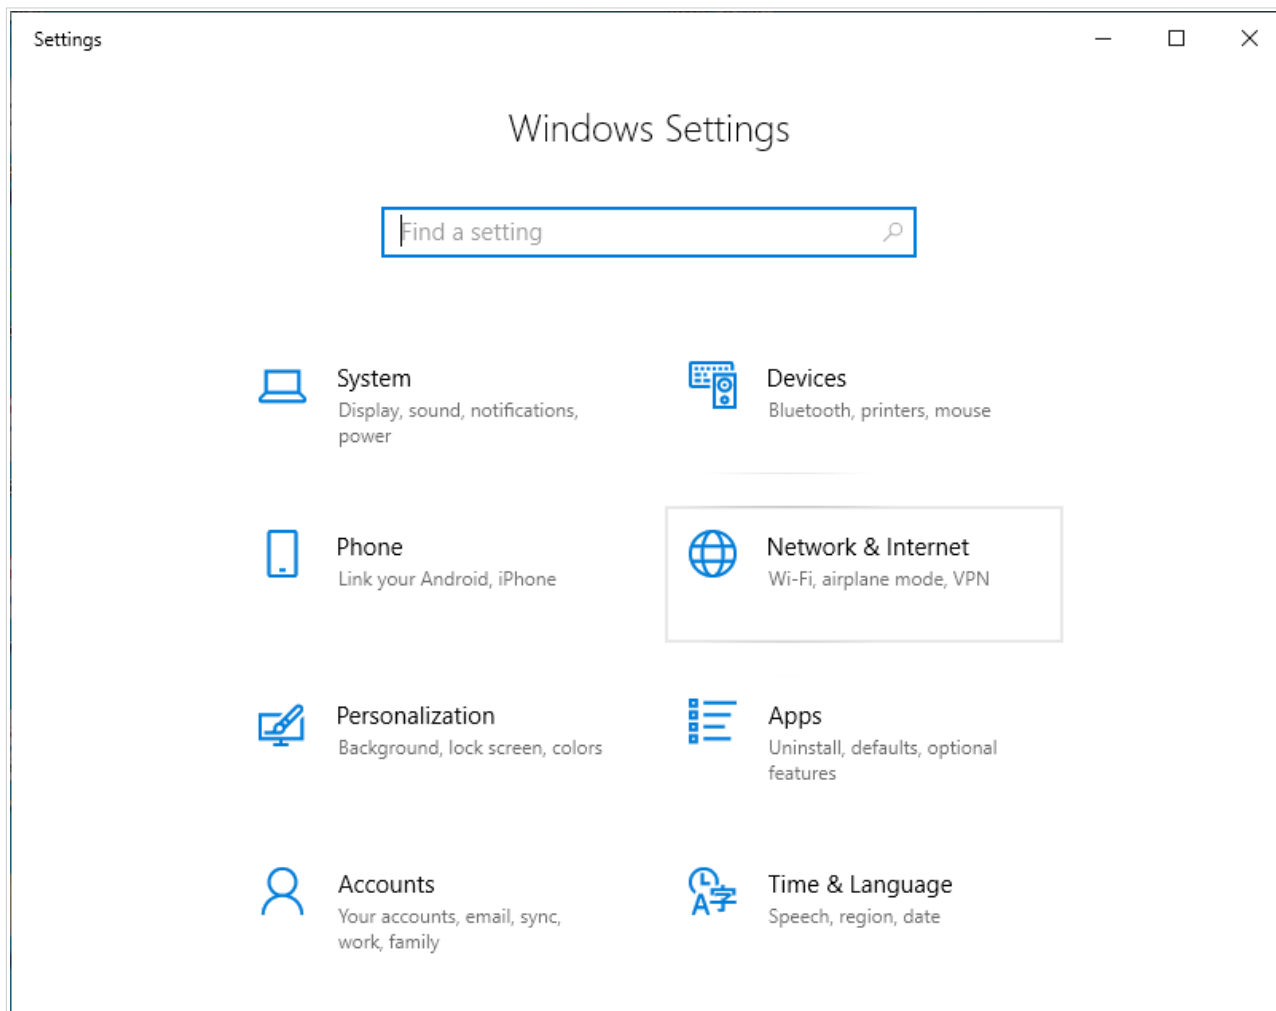 Settings
Windows Settings
Find a setting
System
Display, sound, notifications,
power
Devices
Bluetooth, printers, mouse
Phone
Link your Android, iPhone
Network & Internet
Wi-Fi, airplane mode, VPN
Personalization
Background, lock screen, colors
Apps
Uninstall, defaults, optional
features
Accounts
Your accounts, email, sync,
work, family
Time & Language
Speech, region, date